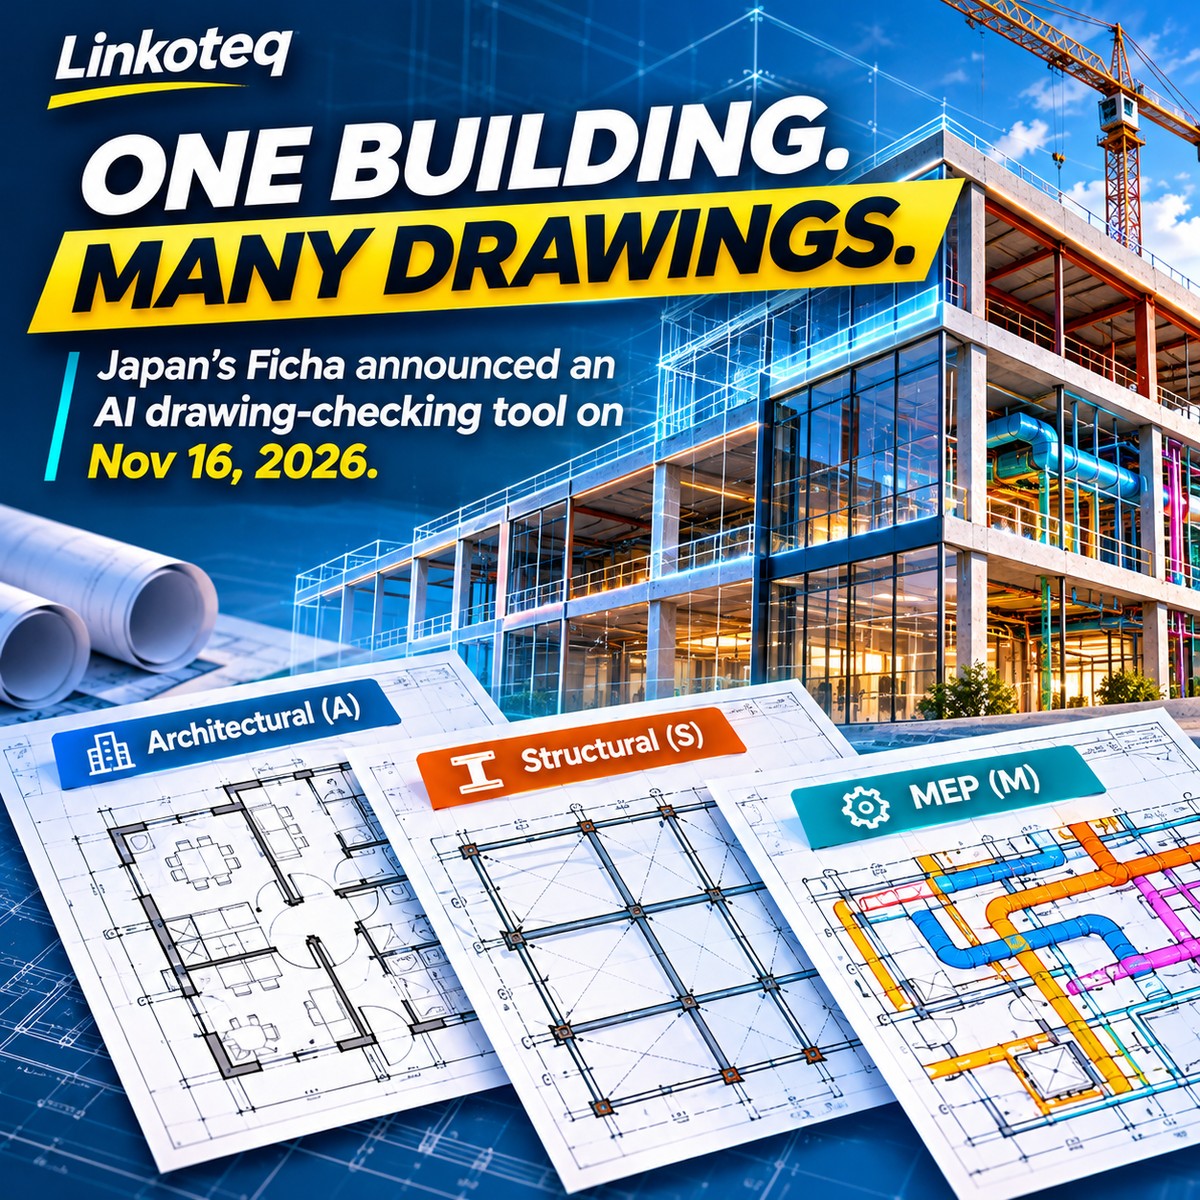 Linkoteq
ONE BUILDING.
MANY DRAWINGS.
Japan's Ficha announced an
AI drawing-checking tool on
Nov 16, 2026.
Architectural (A)
Structural (S)
MEP (M)